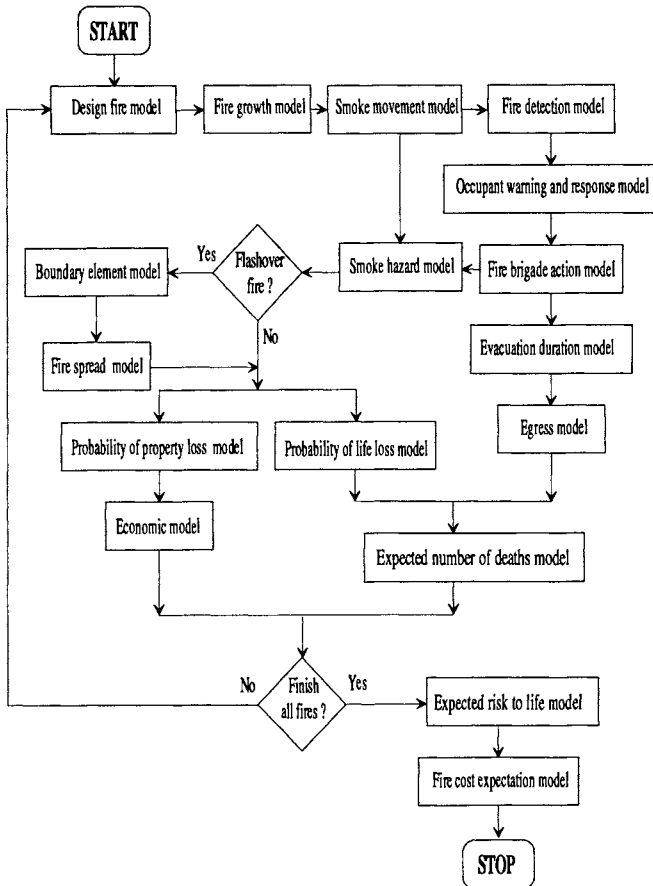 START
Design fire model
Fire growth model
Smoke movement model
Fire detection model
Occupant warning and response model
Yes
Flashover
fire ?
Boundary element model
Smoke hazard model
Fire brigade action model
No
Fire spread model
Evacuation duration model
Probability of property loss model
Probability of life loss model
Egress model
Economic model
Expected number of deaths model
No
Finish
all fires ?
Yes
Expected risk to life model
Fire cost expectation model
STOP